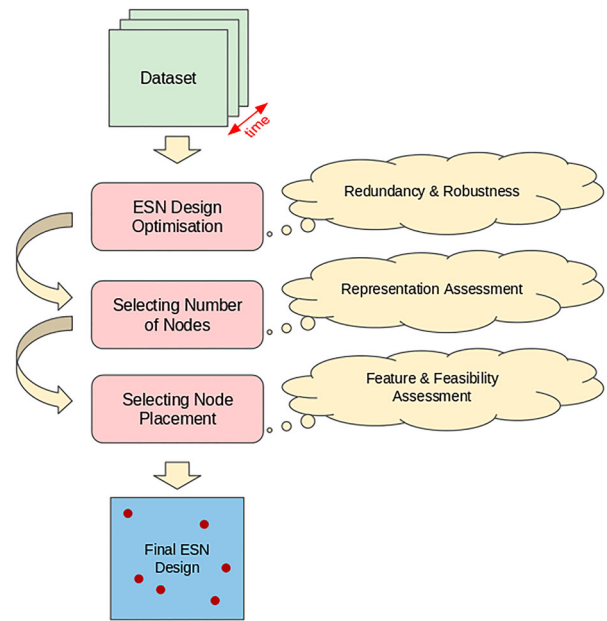 Dataset
time
ESN Design
Optimisation
Redundancy & Robustness
Selecting Number
of Nodes
Representation Assessment
Selecting Node
Placement
Feature & Feasibility
Assessment
Final ESN
Design